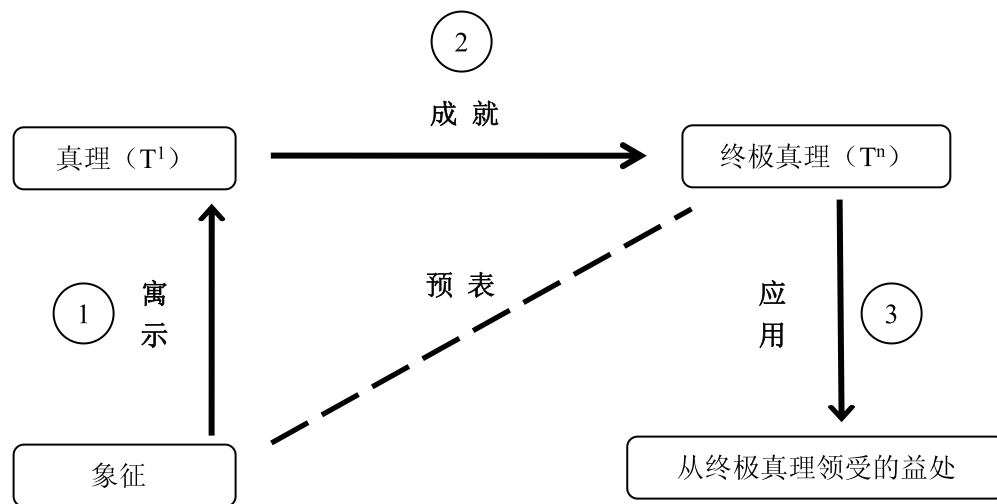 2
成 就
真理（T¹）
终极真理（Tⁿ）
预 表
1
寓
示
应
用
3
象征
从终极真理领受的益处